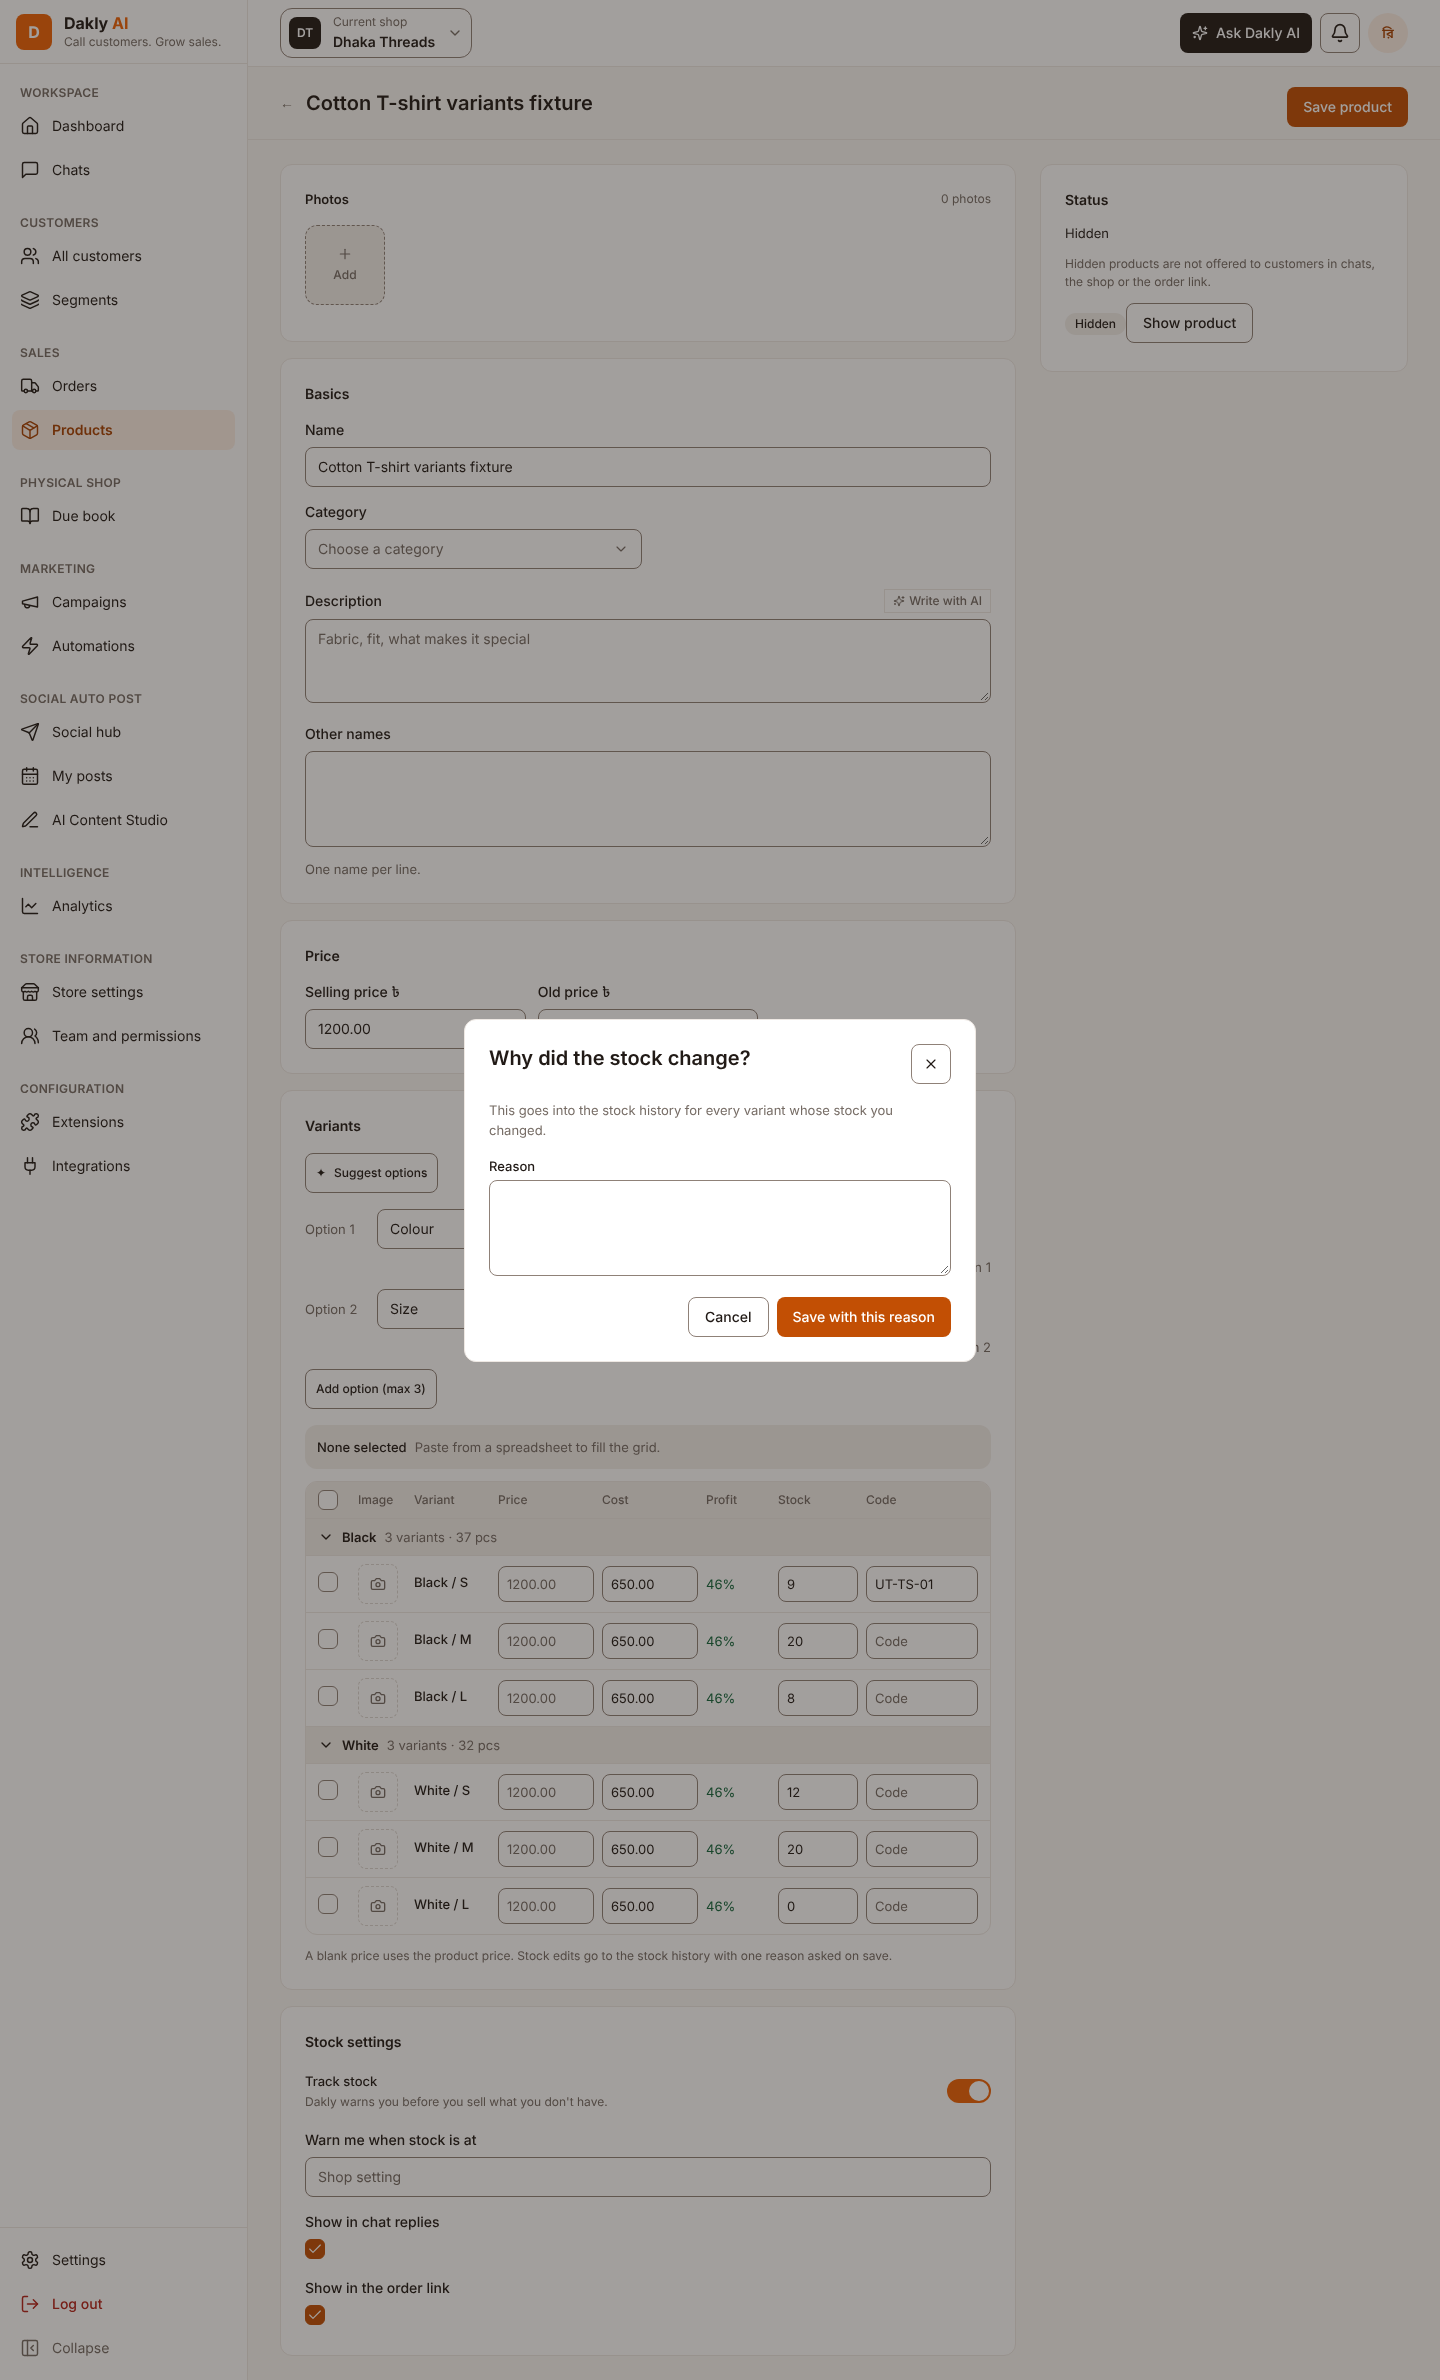 D
Dakly AI
Call customers. Grow sales.
DT
Current shop
Dhaka Threads
Ask Dakly AI
রি
WORKSPACE
Dashboard
Chats
CUSTOMERS
All customers
Segments
SALES
Orders
Products
PHYSICAL SHOP
Due book
MARKETING
Campaigns
Automations
SOCIAL AUTO POST
Social hub
My posts
AI Content Studio
INTELLIGENCE
Analytics
STORE INFORMATION
Store settings
Team and permissions
CONFIGURATION
Extensions
Integrations
Settings
Log out
Collapse
← Cotton T-shirt variants fixture
Save product
Photos
0 photos
+
Add
Status
Hidden
Hidden products are not offered to customers in chats,
the shop or the order link.
Hidden
Show product
Basics
Name
Cotton T-shirt variants fixture
Category
Choose a category
Description
Write with AI
Fabric, fit, what makes it special
Other names
One name per line.
Price
Selling price ৳
Old price ৳
1200.00
Why did the stock change?
This goes into the stock history for every variant whose stock you
changed.
Reason
Cancel
Save with this reason
Variants
✦ Suggest options
Option 1
Colour
n 1
Option 2
Size
n 2
Add option (max 3)
None selected Paste from a spreadsheet to fill the grid.
Image Variant Price Cost Profit Stock Code
Black 3 variants · 37 pcs
Black / S 1200.00 650.00 46% 9 UT-TS-01
Black / M 1200.00 650.00 46% 20 Code
Black / L 1200.00 650.00 46% 8 Code
White 3 variants · 32 pcs
White / S 1200.00 650.00 46% 12 Code
White / M 1200.00 650.00 46% 20 Code
White / L 1200.00 650.00 46% 0 Code
A blank price uses the product price. Stock edits go to the stock history with one reason asked on save.
Stock settings
Track stock
Dakly warns you before you sell what you don't have.
Warn me when stock is at
Shop setting
Show in chat replies
Show in the order link